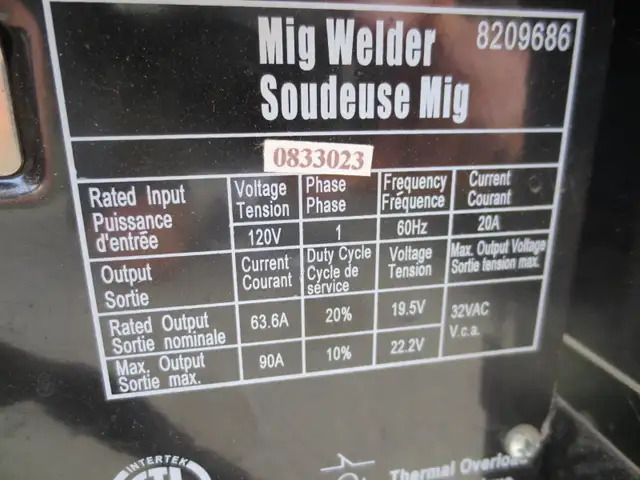 Mig Welder 8209686
Soudeuse Mig
0833023
Rated Input
Puissance
d'entrée
Voltage
Tension
Phase
Phase
Frequency
Fréquence
Current
Courant
120V
1
60Hz
20A
Output
Sortie
Current
Courant
Duty Cycle
Cycle de
service
Voltage
Tension
Max. Output Voltage
Sortie tension max.
Rated Output
Sortie nominale
63.6A
20%
19.5V
32VAC
V.c.a.
Max. Output
Sortie max.
90A
10%
22.2V
INTERTEK
Thermal Overload